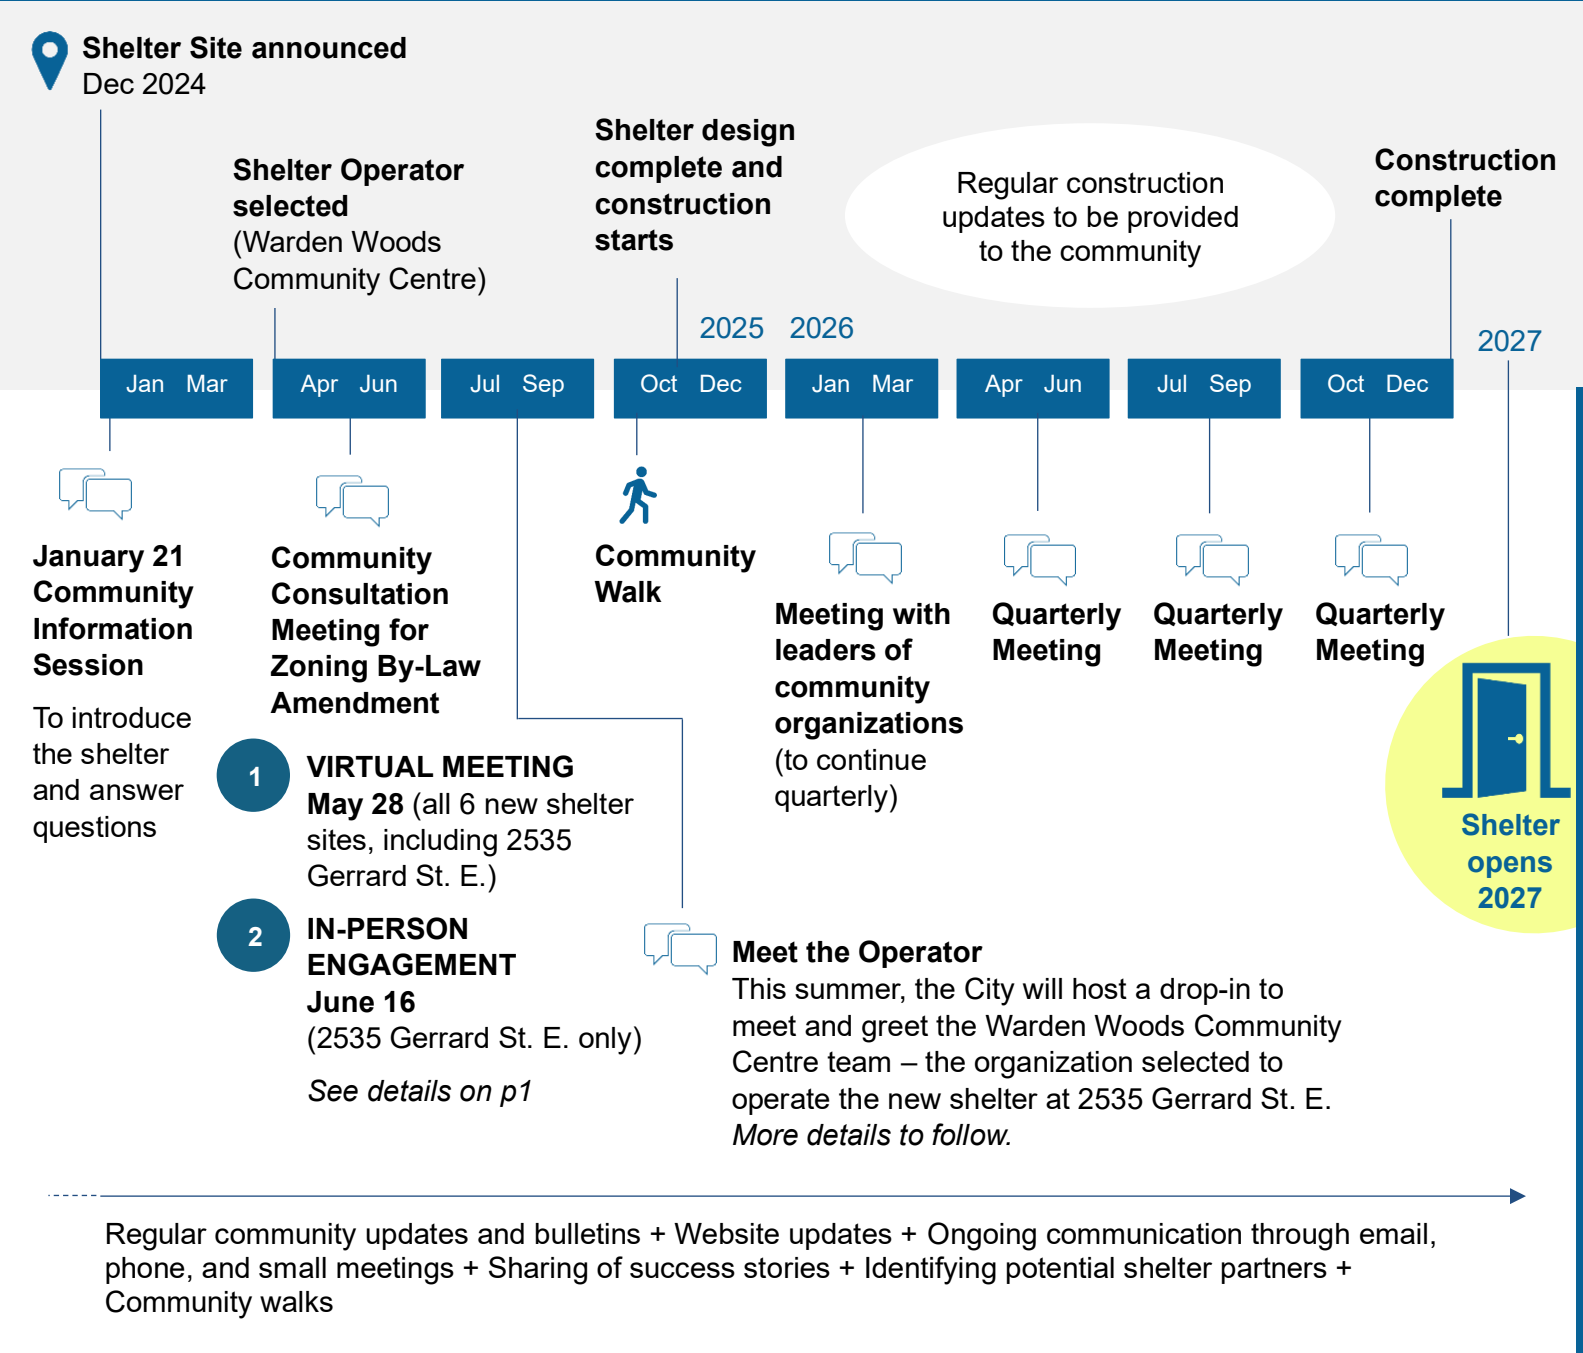 Shelter Site announced
Dec 2024
Shelter Operator
selected
(Warden Woods
Community Centre)
Shelter design
complete and
construction
starts
Regular construction
updates to be provided
to the community
Construction
complete
2025 2026
2027
Jan Mar
Apr Jun
Jul Sep
Oct Dec
Jan Mar
Apr Jun
Jul Sep
Oct Dec
January 21
Community
Information
Session
To introduce
the shelter
and answer
questions
Community
Consultation
Meeting for
Zoning By-Law
Amendment
1
VIRTUAL MEETING
May 28 (all 6 new shelter
sites, including 2535
Gerrard St. E.)
2
IN-PERSON
ENGAGEMENT
June 16
(2535 Gerrard St. E. only)
See details on p1
Community
Walk
Meet the Operator
This summer, the City will host a drop-in to
meet and greet the Warden Woods Community
Centre team – the organization selected to
operate the new shelter at 2535 Gerrard St. E.
More details to follow.
Meeting with
leaders of
community
organizations
(to continue
quarterly)
Quarterly
Meeting
Quarterly
Meeting
Quarterly
Meeting
Shelter
opens
2027
Regular community updates and bulletins + Website updates + Ongoing communication through email,
phone, and small meetings + Sharing of success stories + Identifying potential shelter partners +
Community walks